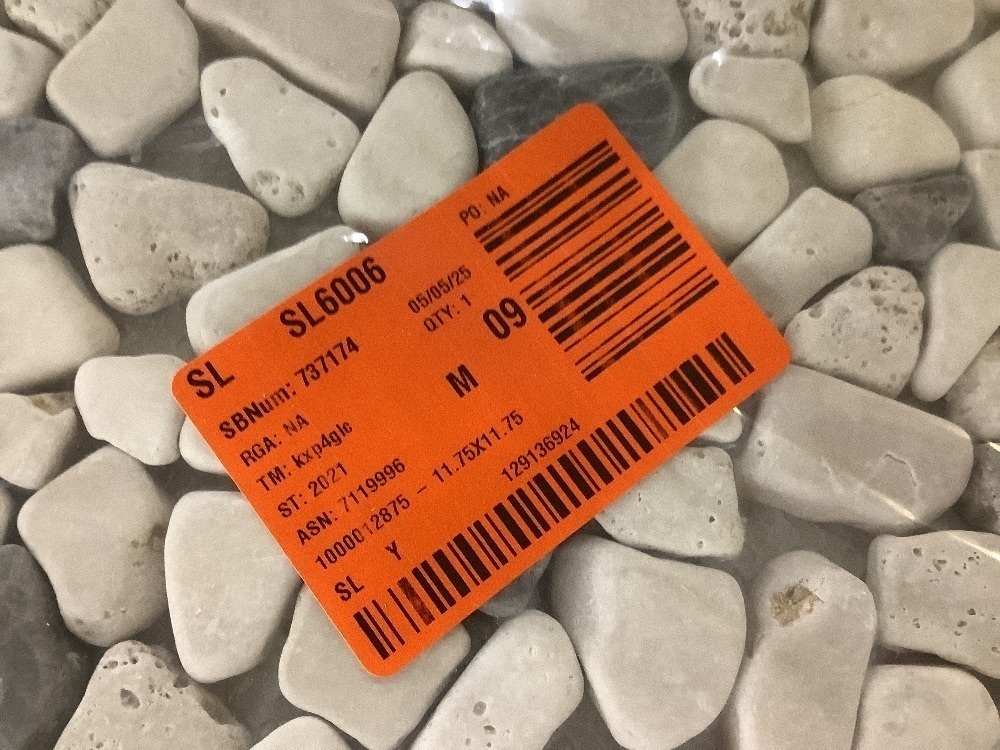 SL SL6006
SBNum: 737174 05/05/25 PO: NA
RGA: NA QTY: 1
TM: kxp4gle M 09
ST: 2021
ASN: 7119996
1000012875 - 11.75X11.75
SL Y 129136924